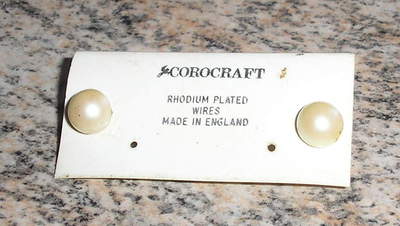 COROCRAFT
RHODIUM PLATED
WIRES
MADE IN ENGLAND